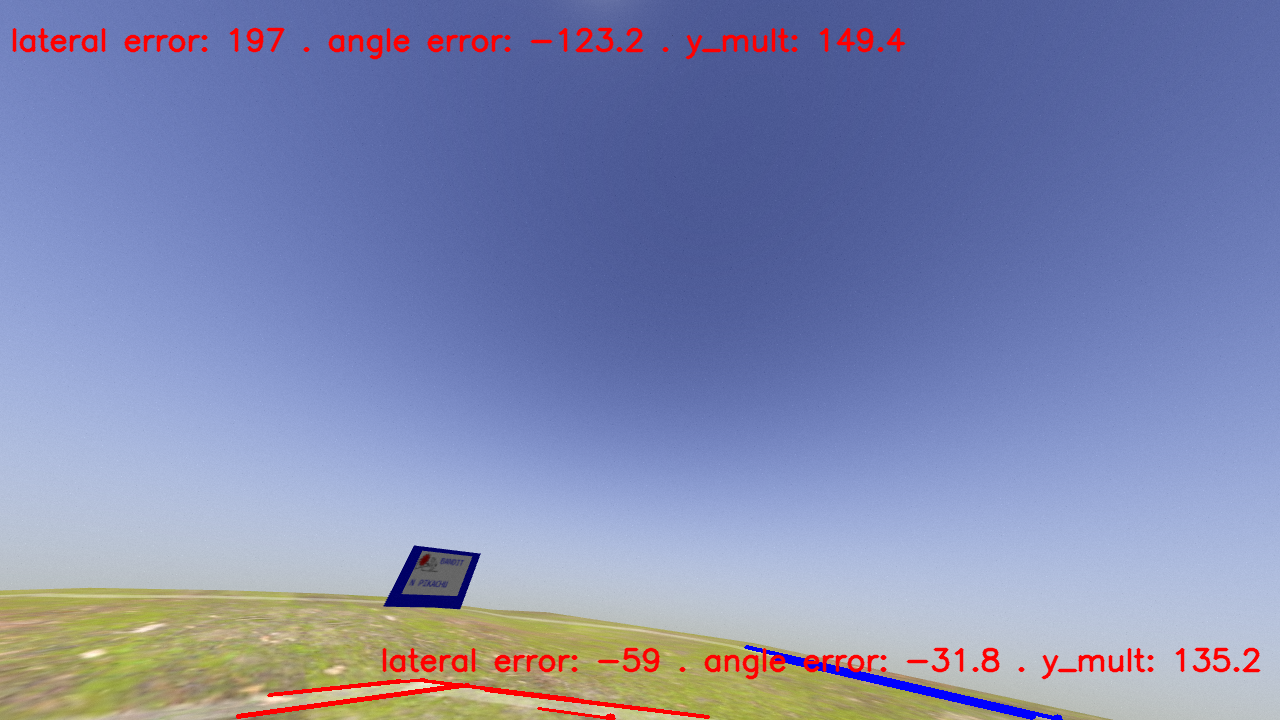 lateral error: 197 . angle error: -123.2 . y_mult: 149.4
BANDIT
N PIKACHU
lateral error: -59 . angle error: -31.8 . y_mult: 135.2